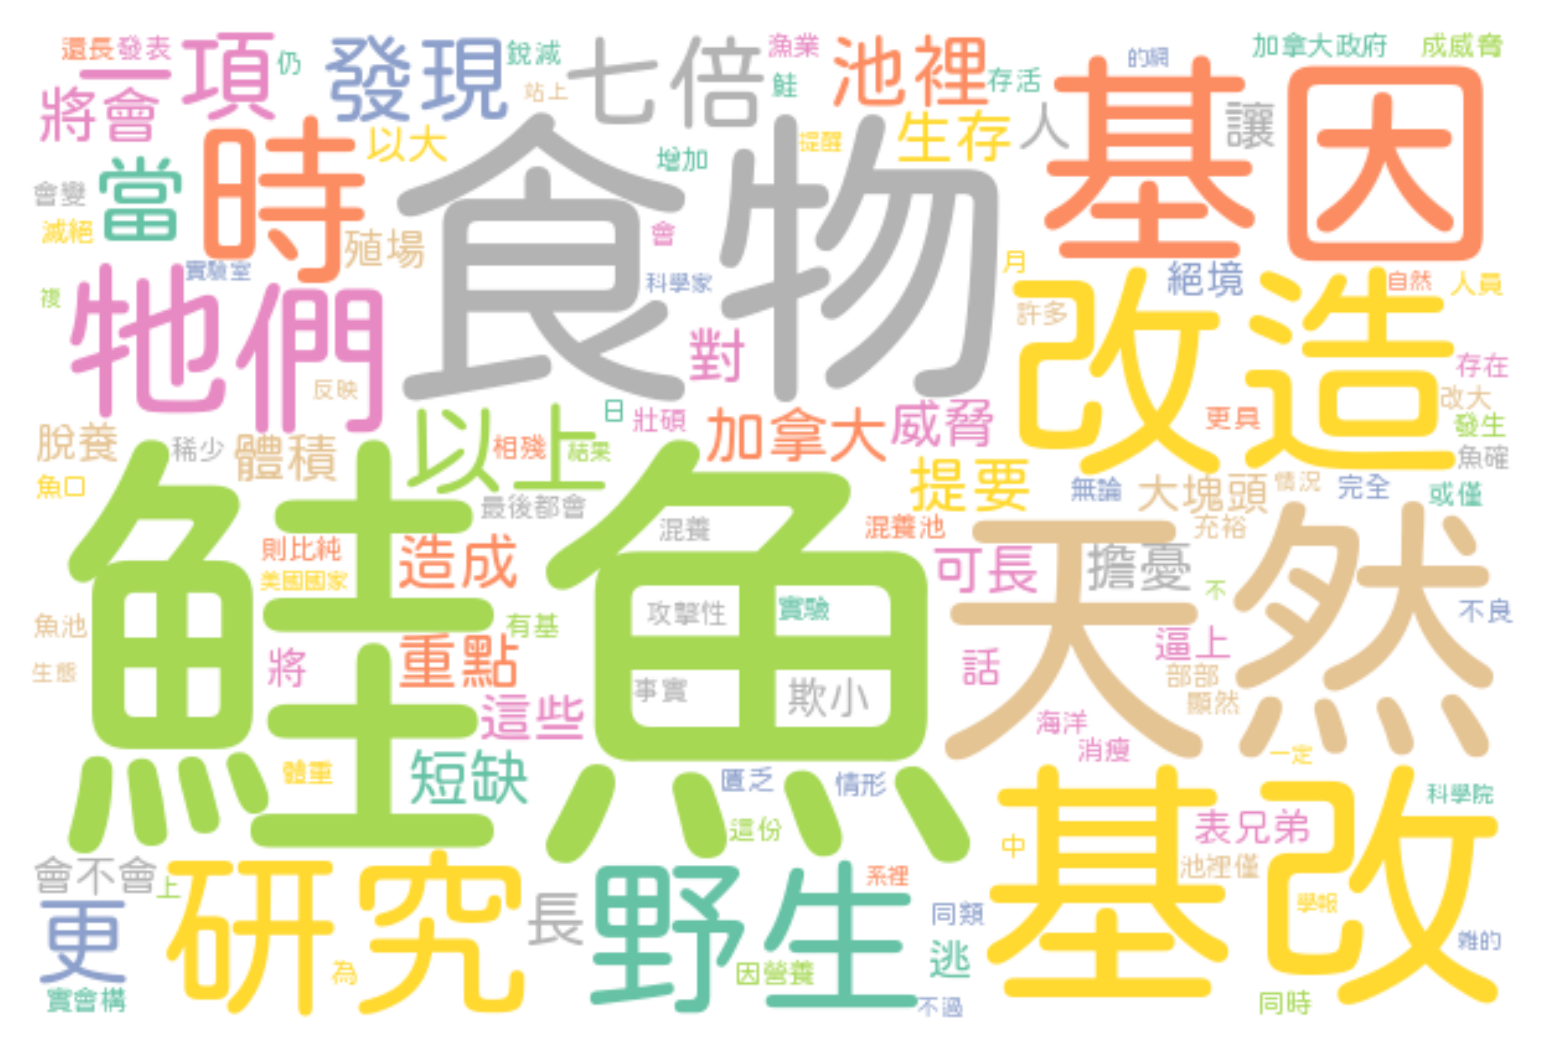 還長 發表
一項
仍
發現
銳減
站上
七倍
漁業
鮭
池裡
存活
的綱
加拿大政府
成威脅
將會
時
以大
食物
增加
提醒
生存
人
基因
讓
會變
當
滅絕
殖場
會
月
絕境
自然
人員
實驗室
科學家
複
牠們
反映
對
許多
改造
存在
改大
以上
日
壯碩
加拿大
威脅
更具
發生
脫養
稀少
體積
相殘
結果
魚確
魚口
提要
無論
大塊頭
情況
完全
或僅
最後都會
鮭魚
混養
混養池
充裕
天然
則比純
造成
可長
擔憂
美國國家
不
魚池
有基
攻擊性
實驗
不良
生態
將
重點
話
逼上
部部
這些
事實
欺小
顯然
海洋
消瘦
一定
體重
短缺
匱乏
情形
科學院
這份
中
基改
表兄弟
會不會
上
研究
長
野生
系裡
池裡僅
學報
更
同類
雜的
為
因營養
逃
實會構
不過
同時